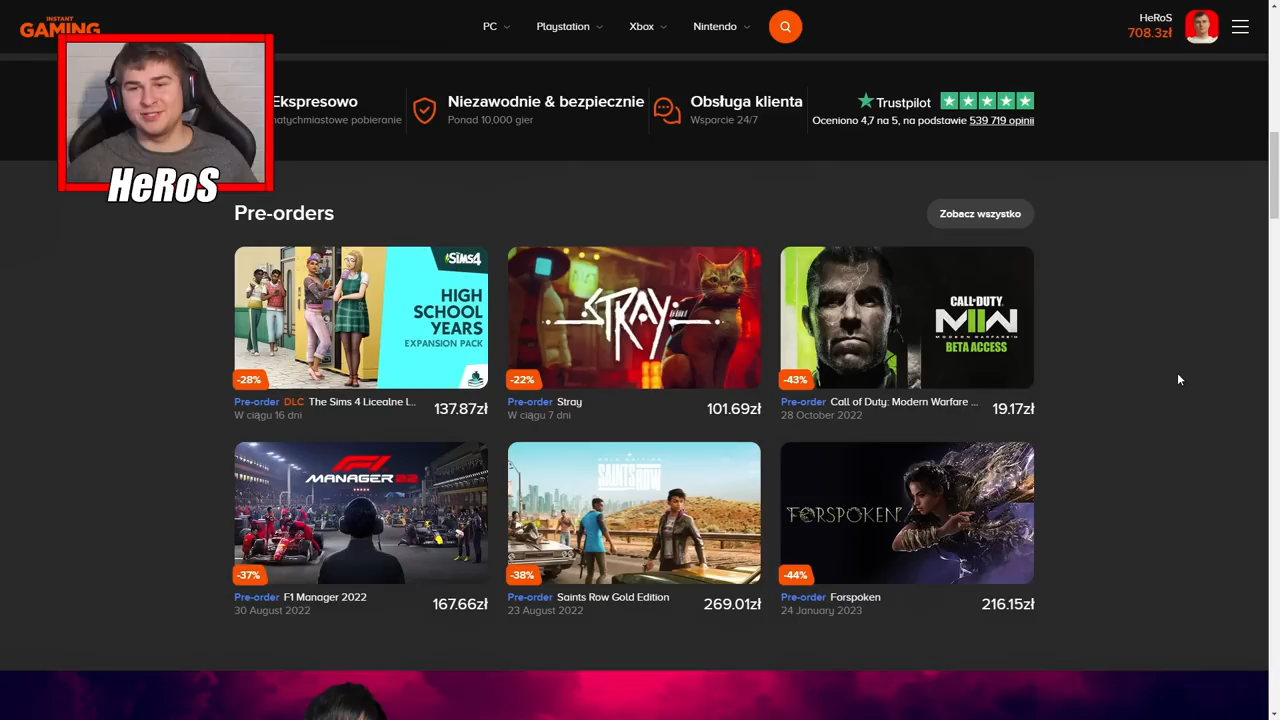 INSTANT
GAMING
PC
Playstation
Xbox
Nintendo
HeRoS
708.3zł
Ekspresowo
natychmiastowe pobieranie
Niezawodnie & bezpiecznie
Ponad 10,000 gier
Obsługa klienta
Wsparcie 24/7
Trustpilot
Oceniono 4,7 na 5, na podstawie 539 719 opinii
HeRoS
Pre-orders
Zobacz wszystko
SIMS4
HIGH
SCHOOL
YEARS
EXPANSION PACK
-28%
Pre-order DLC The Sims 4 Licealne l...
W ciągu 16 dni
137.87zł
STRAY
-22%
Pre-order Stray
W ciągu 7 dni
101.69zł
CALL OF DUTY
MWII
MODERN WARFARE II
BETA ACCESS
-43%
Pre-order Call of Duty: Modern Warfare ...
28 October 2022
19.17zł
F1
MANAGER 22
-37%
Pre-order F1 Manager 2022
30 August 2022
167.66zł
GOLD EDITION
SAINTS
ROW
-38%
Pre-order Saints Row Gold Edition
23 August 2022
269.01zł
FORSPOKEN
-44%
Pre-order Forspoken
24 January 2023
216.15zł